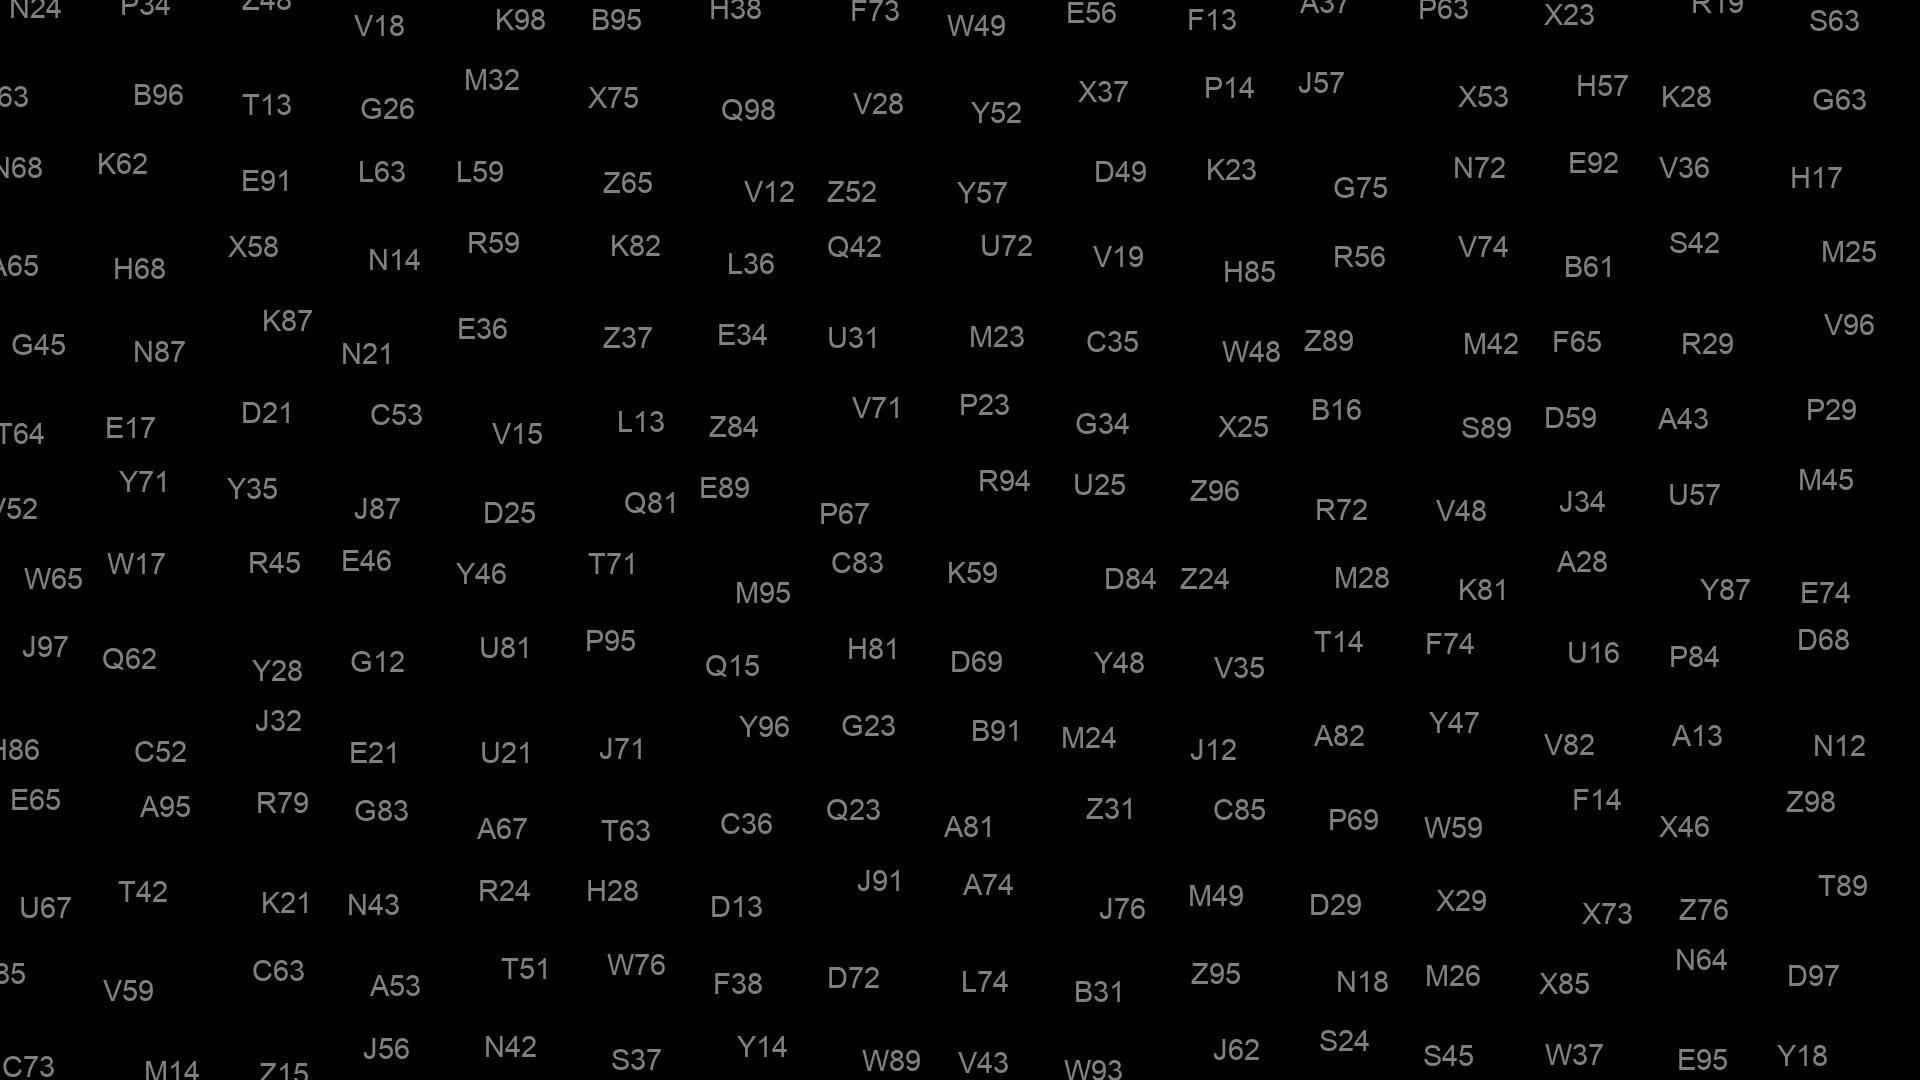 N24 P34 Z48 V18 K98 B95 H38 F73 W49 E56 F13 A37 P63 X23 R19 S63
63 B96 T13 G26 M32 X75 Q98 V28 Y52 X37 P14 J57 X53 H57 K28 G63
N68 K62 E91 L63 L59 Z65 V12 Z52 Y57 D49 K23 G75 N72 E92 V36 H17
A65 H68 X58 N14 R59 K82 L36 Q42 U72 V19 H85 R56 V74 B61 S42 M25
G45 N87 K87 N21 E36 Z37 E34 U31 M23 C35 W48 Z89 M42 F65 R29 V96
T64 E17 D21 C53 V15 L13 Z84 V71 P23 G34 X25 B16 S89 D59 A43 P29
V52 Y71 Y35 J87 D25 Q81 E89 P67 R94 U25 Z96 R72 V48 J34 U57 M45
W65 W17 R45 E46 Y46 T71 M95 C83 K59 D84 Z24 M28 K81 A28 Y87 E74
J97 Q62 Y28 G12 U81 P95 Q15 H81 D69 Y48 V35 T14 F74 U16 P84 D68
H86 C52 J32 E21 U21 J71 Y96 G23 B91 M24 J12 A82 Y47 V82 A13 N12
E65 A95 R79 G83 A67 T63 C36 Q23 A81 Z31 C85 P69 W59 F14 X46 Z98
U67 T42 K21 N43 R24 H28 D13 J91 A74 J76 M49 D29 X29 X73 Z76 T89
35 V59 C63 A53 T51 W76 F38 D72 L74 B31 Z95 N18 M26 X85 N64 D97
C73 M14 Z15 J56 N42 S37 Y14 W89 V43 W93 J62 S24 S45 W37 E95 Y18